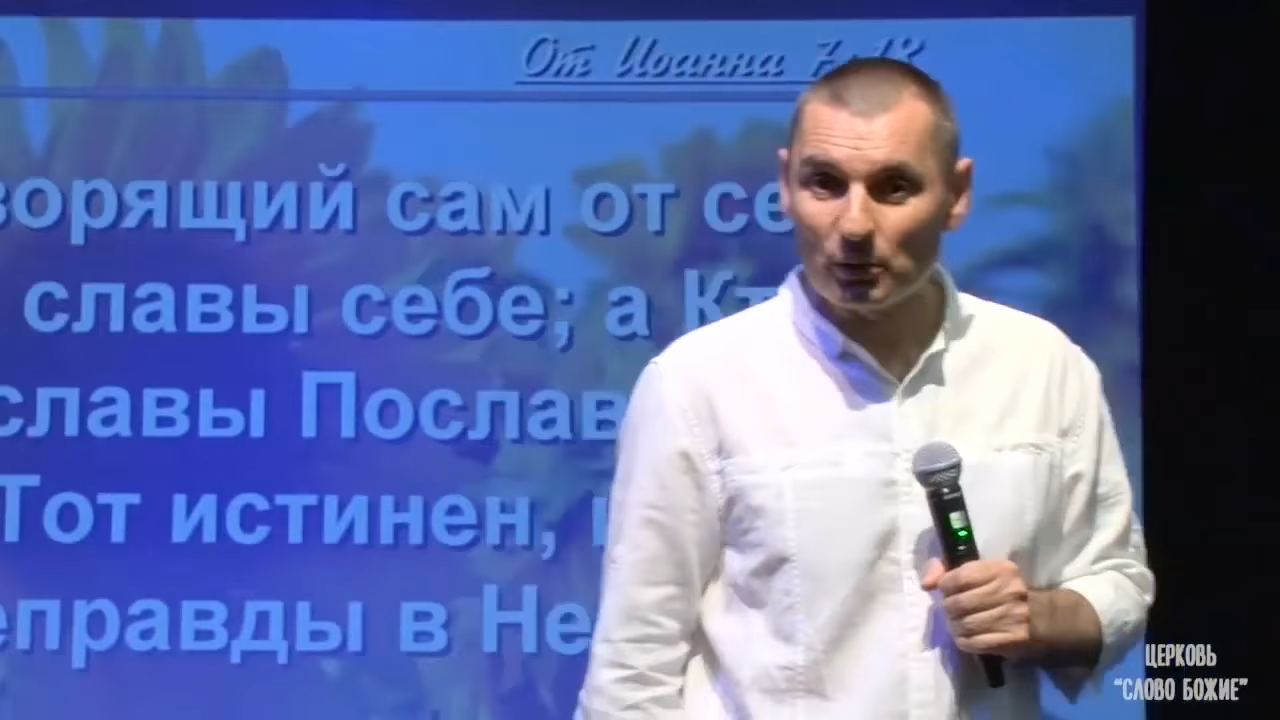 От Иоанна 7:18
ворящий сам от се
славы себе; а Кт
славы Послав
Тот истинен,
еправды в Не
ЦЕРКОВЬ
"СЛОВО БОЖИЕ"